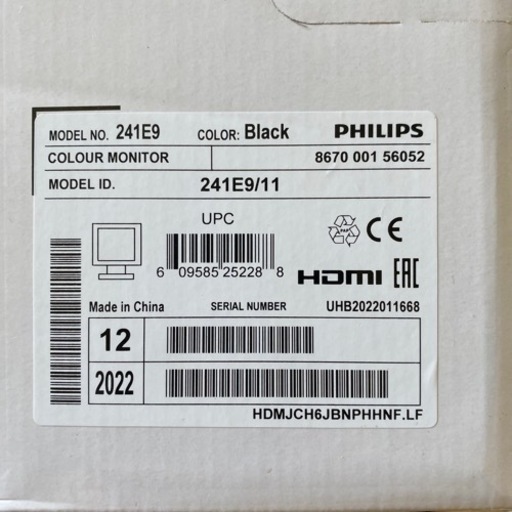 MODEL NO. 241E9 COLOR: Black PHILIPS
COLOUR MONITOR 8670 001 56052
MODEL ID. 241E9/11
UPC
PAP
CE
6 09585 25228 8
HDMI EAC
Made in China SERIAL NUMBER UHB2022011668
12
2022
HDMJCH6JBNPHHNF.LF